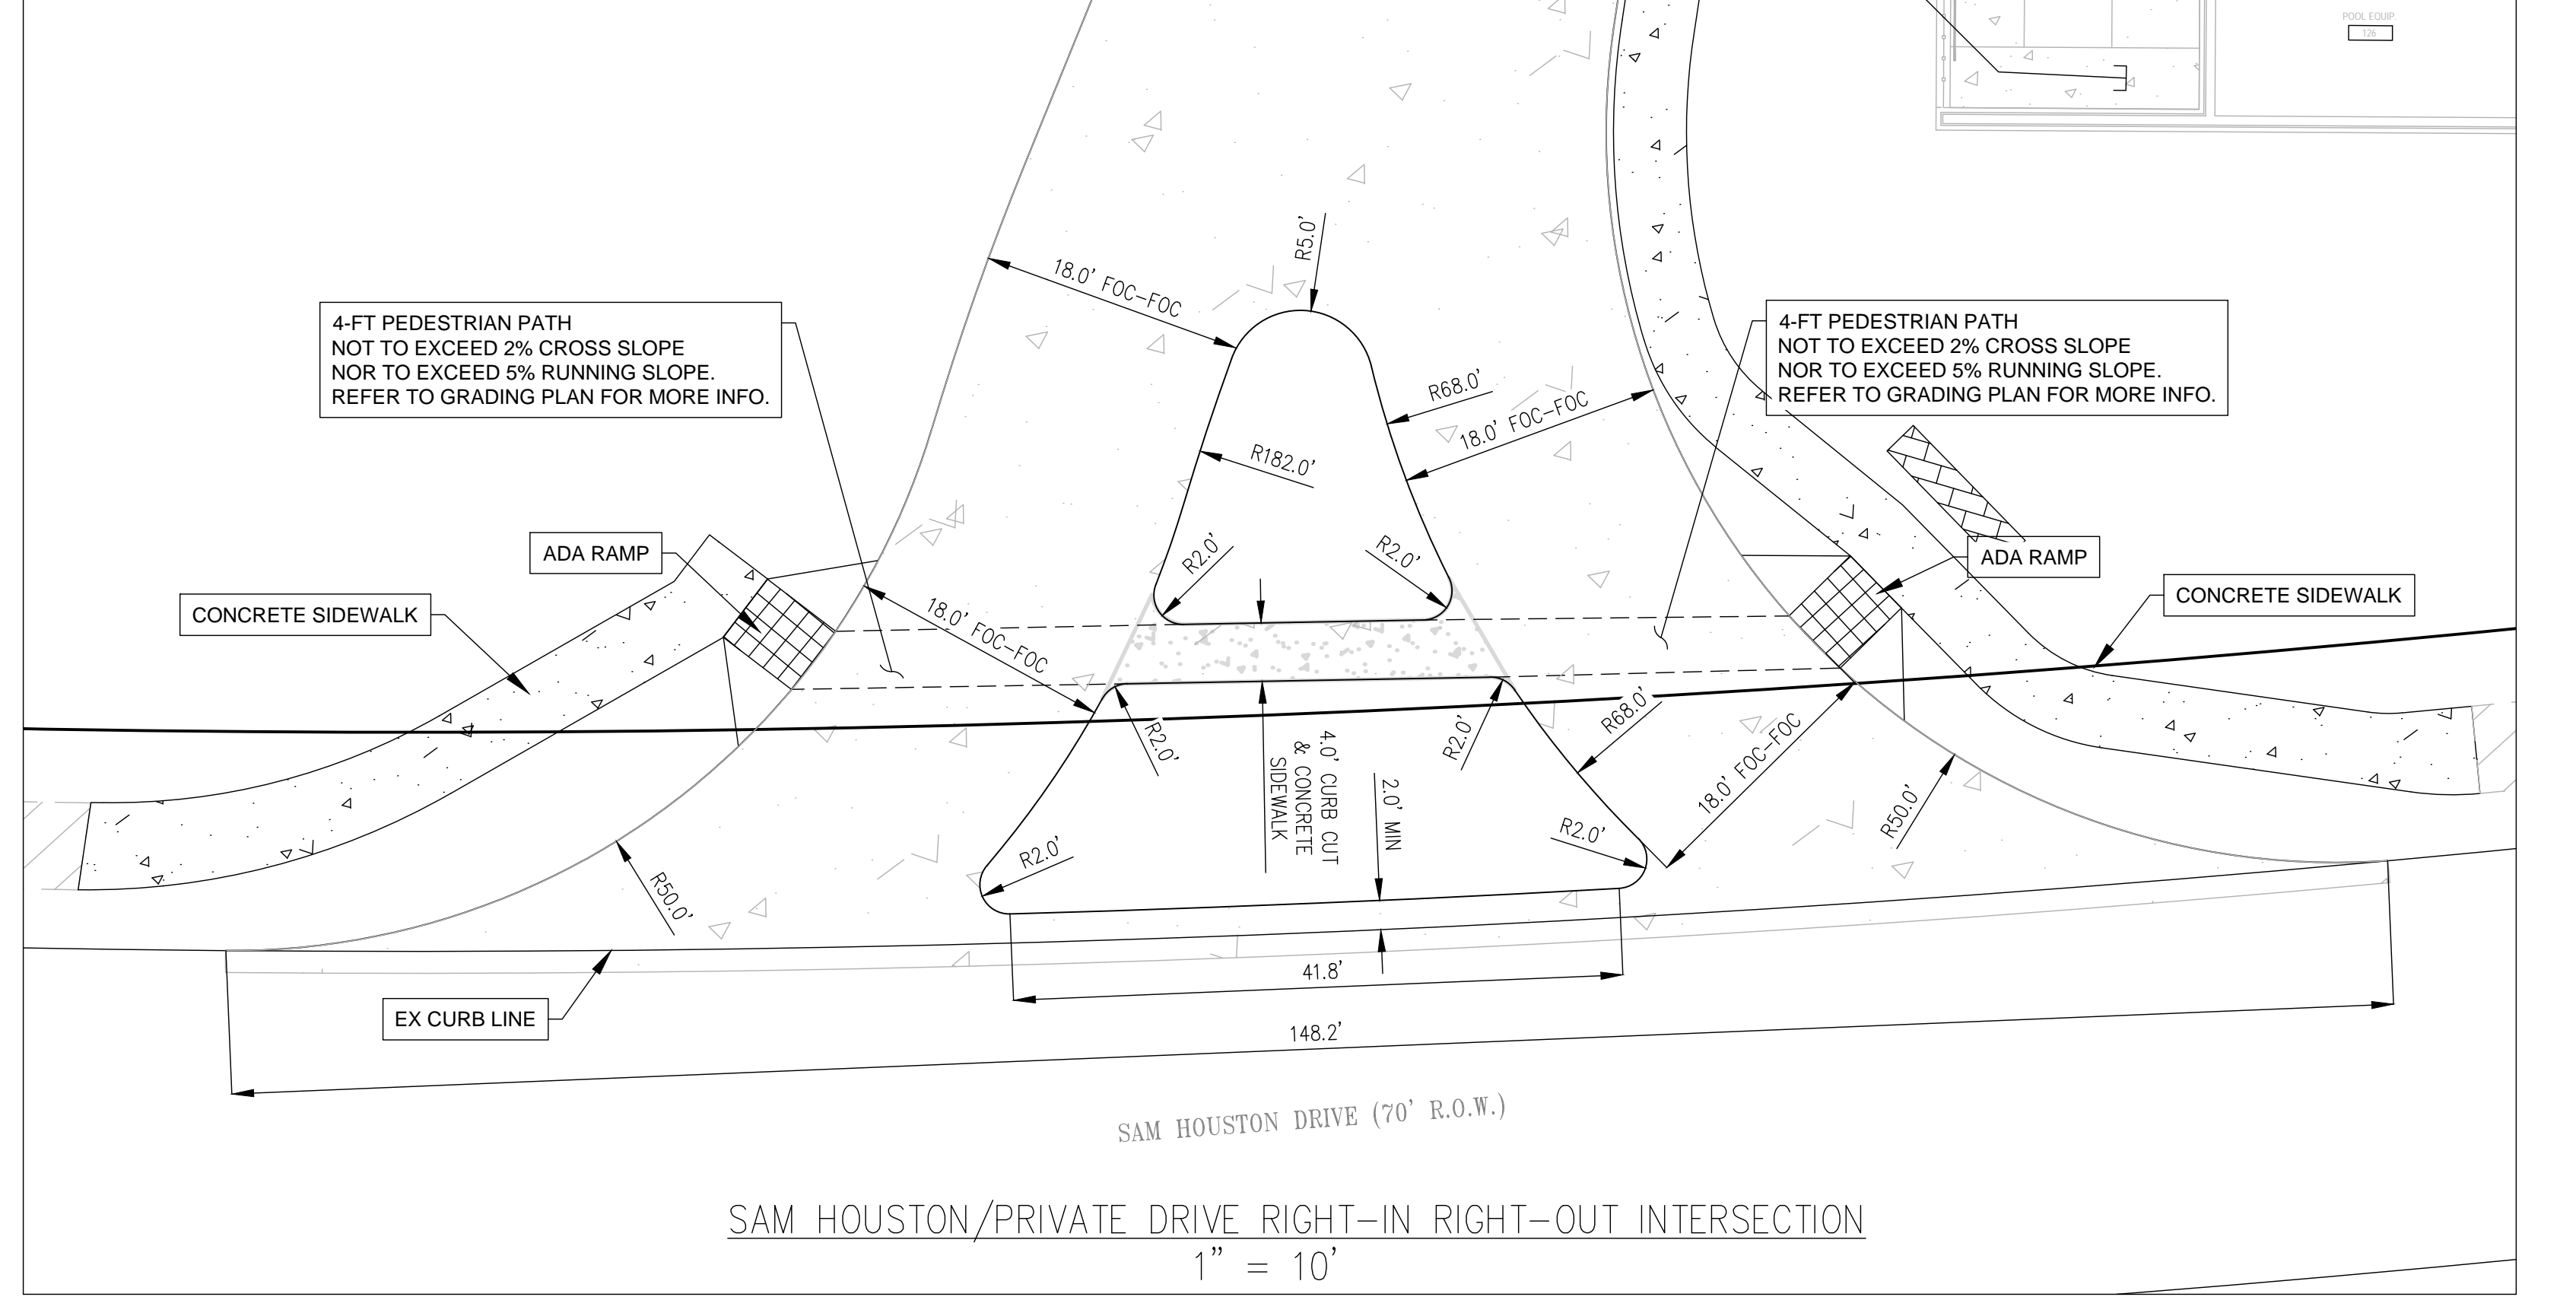 POOL EQUIP.
126
R5.0'
18.0' FOC-FOC
4-FT PEDESTRIAN PATH
NOT TO EXCEED 2% CROSS SLOPE
NOR TO EXCEED 5% RUNNING SLOPE.
REFER TO GRADING PLAN FOR MORE INFO.
4-FT PEDESTRIAN PATH
NOT TO EXCEED 2% CROSS SLOPE
NOR TO EXCEED 5% RUNNING SLOPE.
REFER TO GRADING PLAN FOR MORE INFO.
R68.0'
18.0' FOC-FOC
R182.0'
ADA RAMP
R2.0'
R2.0'
ADA RAMP
CONCRETE SIDEWALK
18.0' FOC-FOC
CONCRETE SIDEWALK
R2.0'
R2.0'
R68.0'
4.0' CURB CUT
& CONCRETE
SIDEWALK
2.0' MIN
18.0' FOC-FOC
R50.0'
R2.0'
R2.0'
R50.0'
41.8'
EX CURB LINE
148.2'
SAM HOUSTON DRIVE (70' R.O.W.)
SAM HOUSTON/PRIVATE DRIVE RIGHT-IN RIGHT-OUT INTERSECTION
1" = 10'